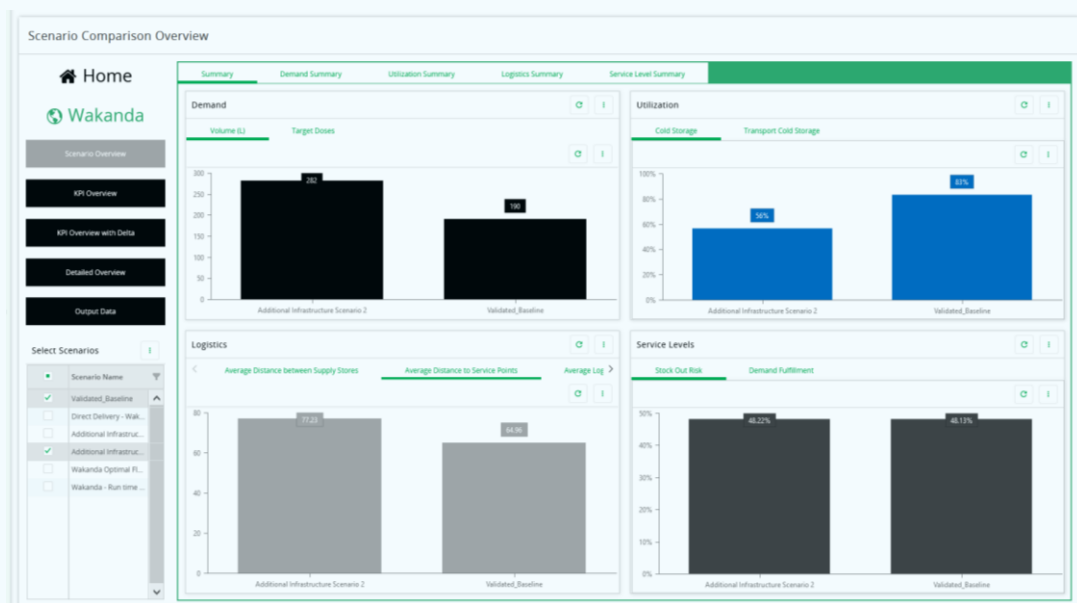 Scenario Comparison Overview
Home
Wakanda
Scenario Overview
KPI Overview
KPI Overview with Delta
Detailed Overview
Output Data
Select Scenarios
Scenario Name
Validated_Baseline
Direct Delivery - Wak...
Additional Infrastruc...
Additional Infrastruc...
Wakanda Optimal Fl...
Wakanda - Run time ...
Summary Demand Summary Utilization Summary Logistics Summary Service Level Summary
Demand
Volume (L) Target Doses
300
250
200
150
100
50
0
282
190
Additional Infrastructure Scenario 2 Validated_Baseline
Utilization
Cold Storage Transport Cold Storage
100%
80%
60%
40%
20%
0%
56%
83%
Additional Infrastructure Scenario 2 Validated_Baseline
Logistics
Average Distance between Supply Stores Average Distance to Service Points Average Log
80
60
40
20
0
77.23
64.96
Additional Infrastructure Scenario 2 Validated_Baseline
Service Levels
Stock Out Risk Demand Fulfillment
50%
40%
30%
20%
10%
0%
48.22%
48.13%
Additional Infrastructure Scenario 2 Validated_Baseline